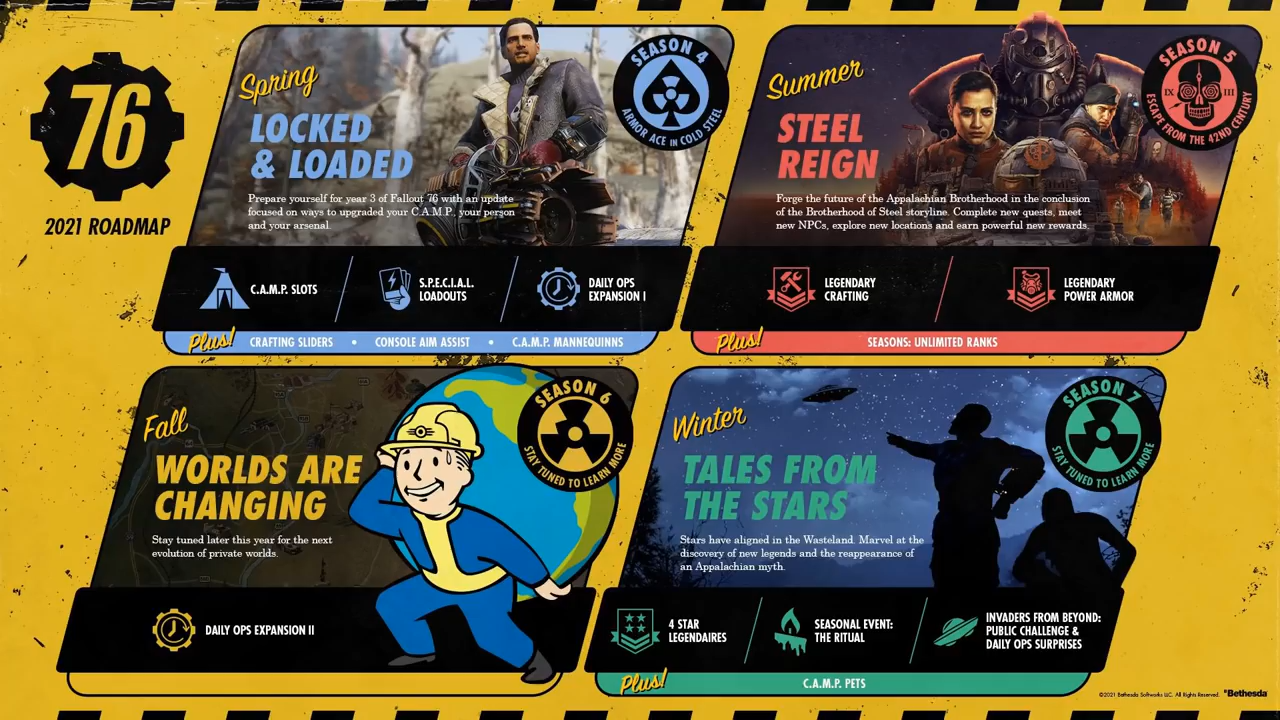 76
2021 ROADMAP
Spring
LOCKED
& LOADED
Prepare yourself for year 3 of Fallout 76 with an update
focused on ways to upgraded your C.A.M.P., your person
and your arsenal.
SEASON 4
ARMOR ACE IN COLD STEEL
C.A.M.P. SLOTS
S.P.E.C.I.A.L.
LOADOUTS
DAILY OPS
EXPANSION I
Plus!
CRAFTING SLIDERS • CONSOLE AIM ASSIST • C.A.M.P. MANNEQUINNS
Summer
STEEL
REIGN
Forge the future of the Appalachian Brotherhood in the conclusion
of the Brotherhood of Steel storyline. Complete new quests, meet
new NPCs, explore new locations and earn powerful new rewards.
SEASON 5
IX III
ESCAPE FROM THE 42ND CENTURY
LEGENDARY
CRAFTING
LEGENDARY
POWER ARMOR
Plus!
SEASONS: UNLIMITED RANKS
Fall
WORLDS ARE
CHANGING
Stay tuned later this year for the next
evolution of private worlds.
SEASON 6
STAY TUNED TO LEARN MORE
DAILY OPS EXPANSION II
Winter
TALES FROM
THE STARS
Stars have aligned in the Wasteland. Marvel at the
discovery of new legends and the reappearance of
an Appalachian myth.
SEASON 7
STAY TUNED TO LEARN MORE
4 STAR
LEGENDAIRES
SEASONAL EVENT:
THE RITUAL
INVADERS FROM BEYOND:
PUBLIC CHALLENGE &
DAILY OPS SURPRISES
Plus!
C.A.M.P. PETS
©2021 Bethesda Softworks LLC. All Rights Reserved.
Bethesda